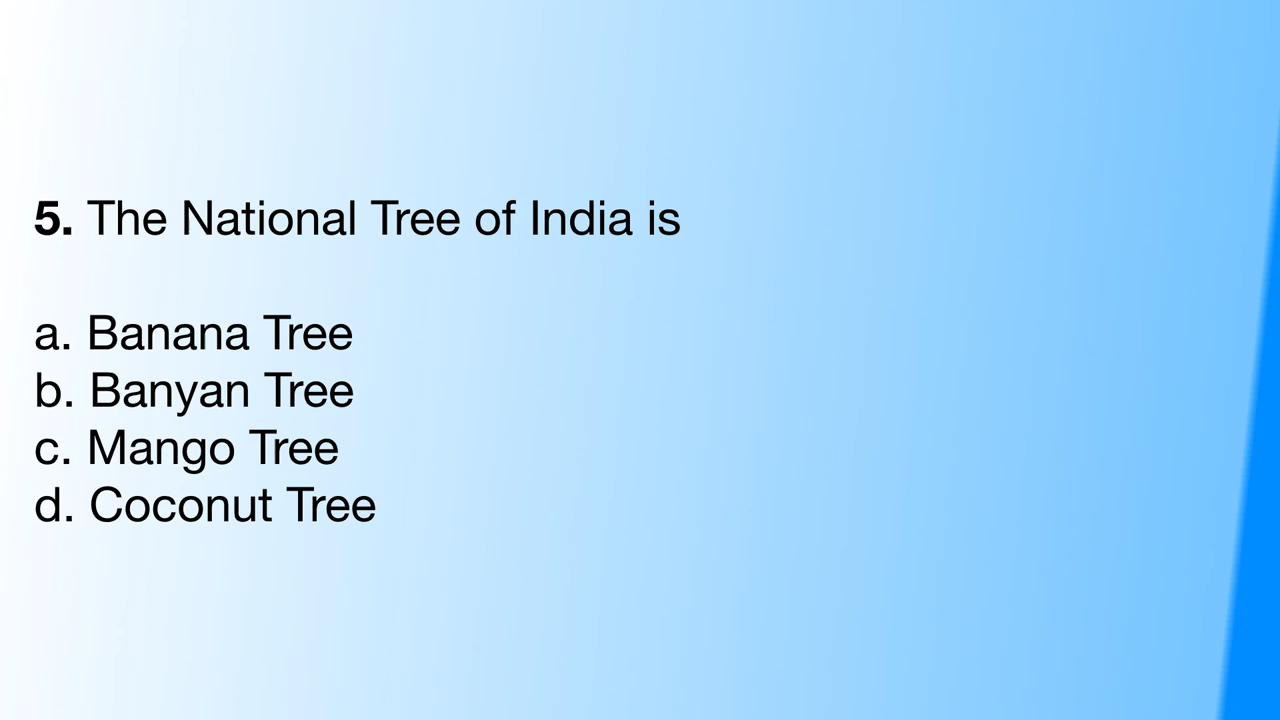 5. The National Tree of India is
a. Banana Tree
b. Banyan Tree
c. Mango Tree
d. Coconut Tree